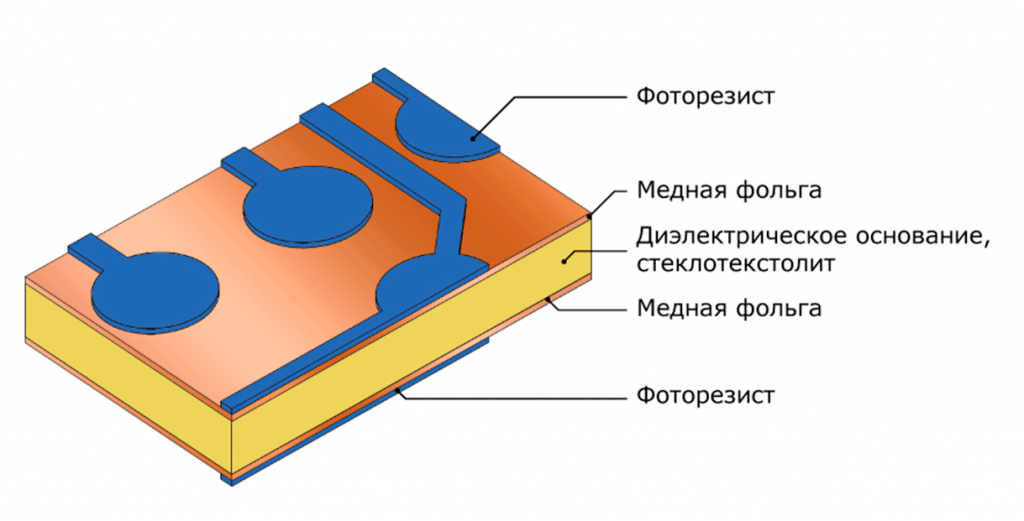 Фоторезист
Медная фольга
Диэлектрическое основание,
стеклотекстолит
Медная фольга
Фоторезист